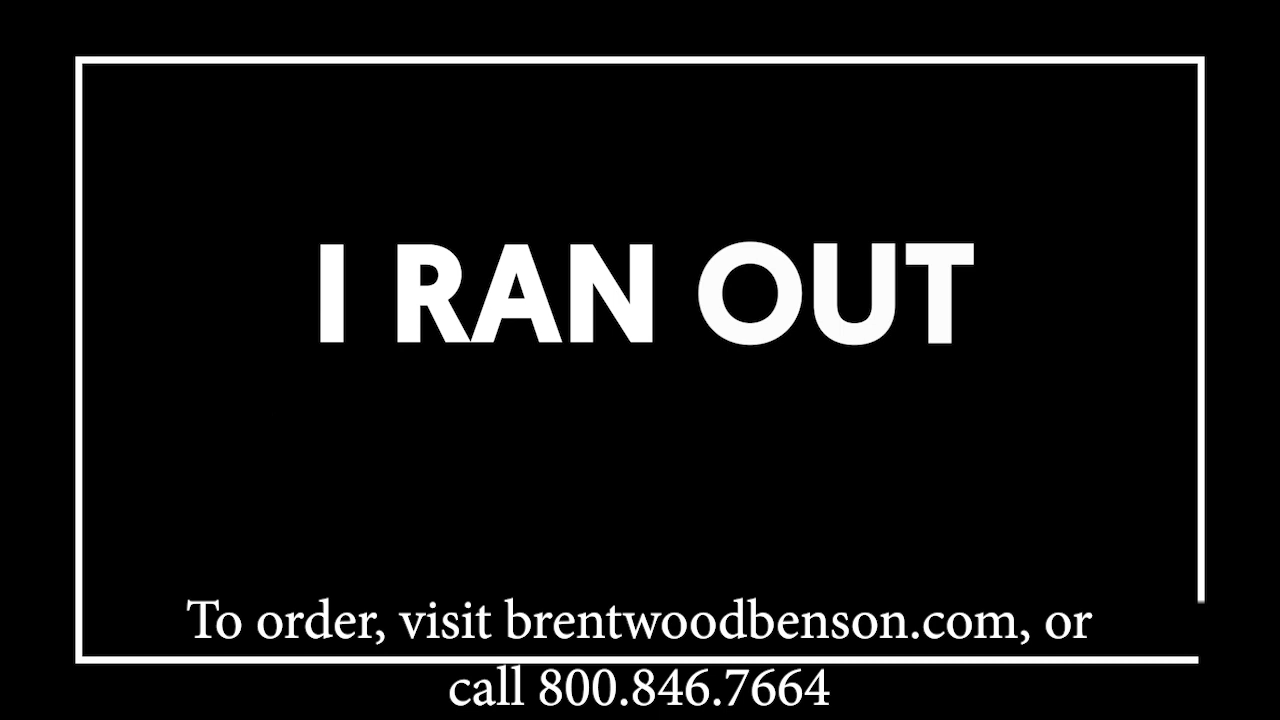 I RAN OUT
To order, visit brentwoodbenson.com, or
call 800.846.7664